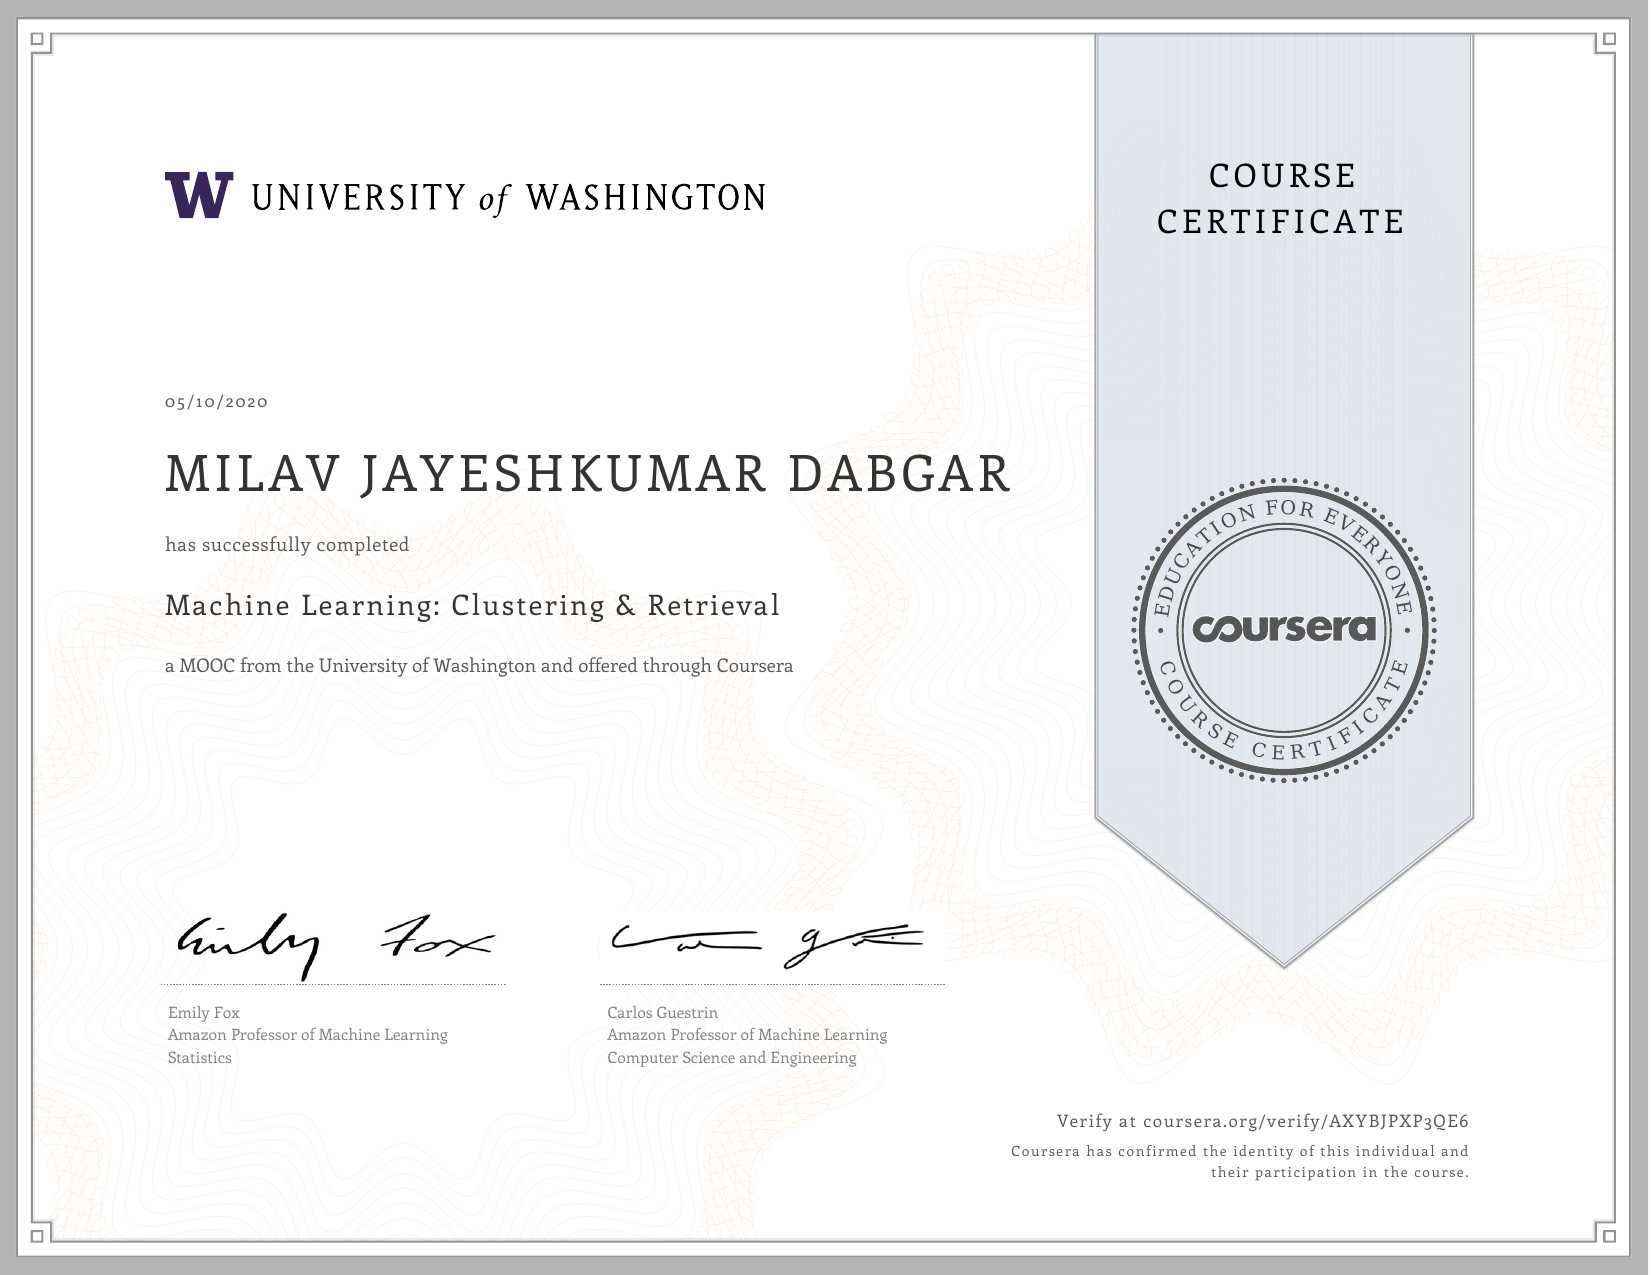 W UNIVERSITY of WASHINGTON
COURSE
CERTIFICATE
05/10/2020
MILAV JAYESHKUMAR DABGAR
has successfully completed
Machine Learning: Clustering & Retrieval
a MOOC from the University of Washington and offered through Coursera
EDUCATION FOR EVERYONE
coursera
COURSE CERTIFICATE
Emily Fox
Emily Fox
Amazon Professor of Machine Learning
Statistics
Carlos Guestrin
Amazon Professor of Machine Learning
Computer Science and Engineering
Verify at coursera.org/verify/AXYBJPXP3QE6
Coursera has confirmed the identity of this individual and
their participation in the course.